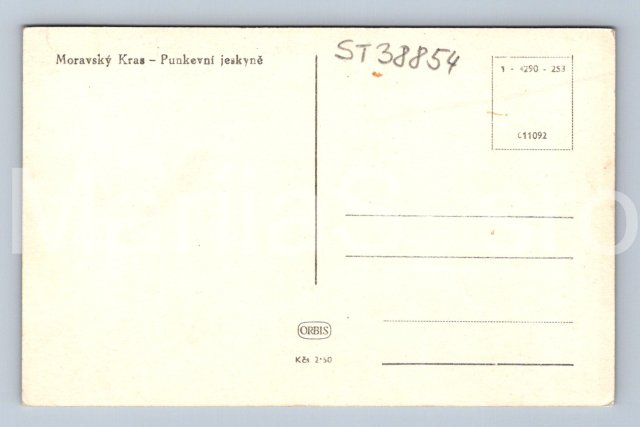 Moravský Kras – Punkevní jeskyně
ST38854
1 - 4290 - 253
C11092
ORBIS
Kčs 2·50